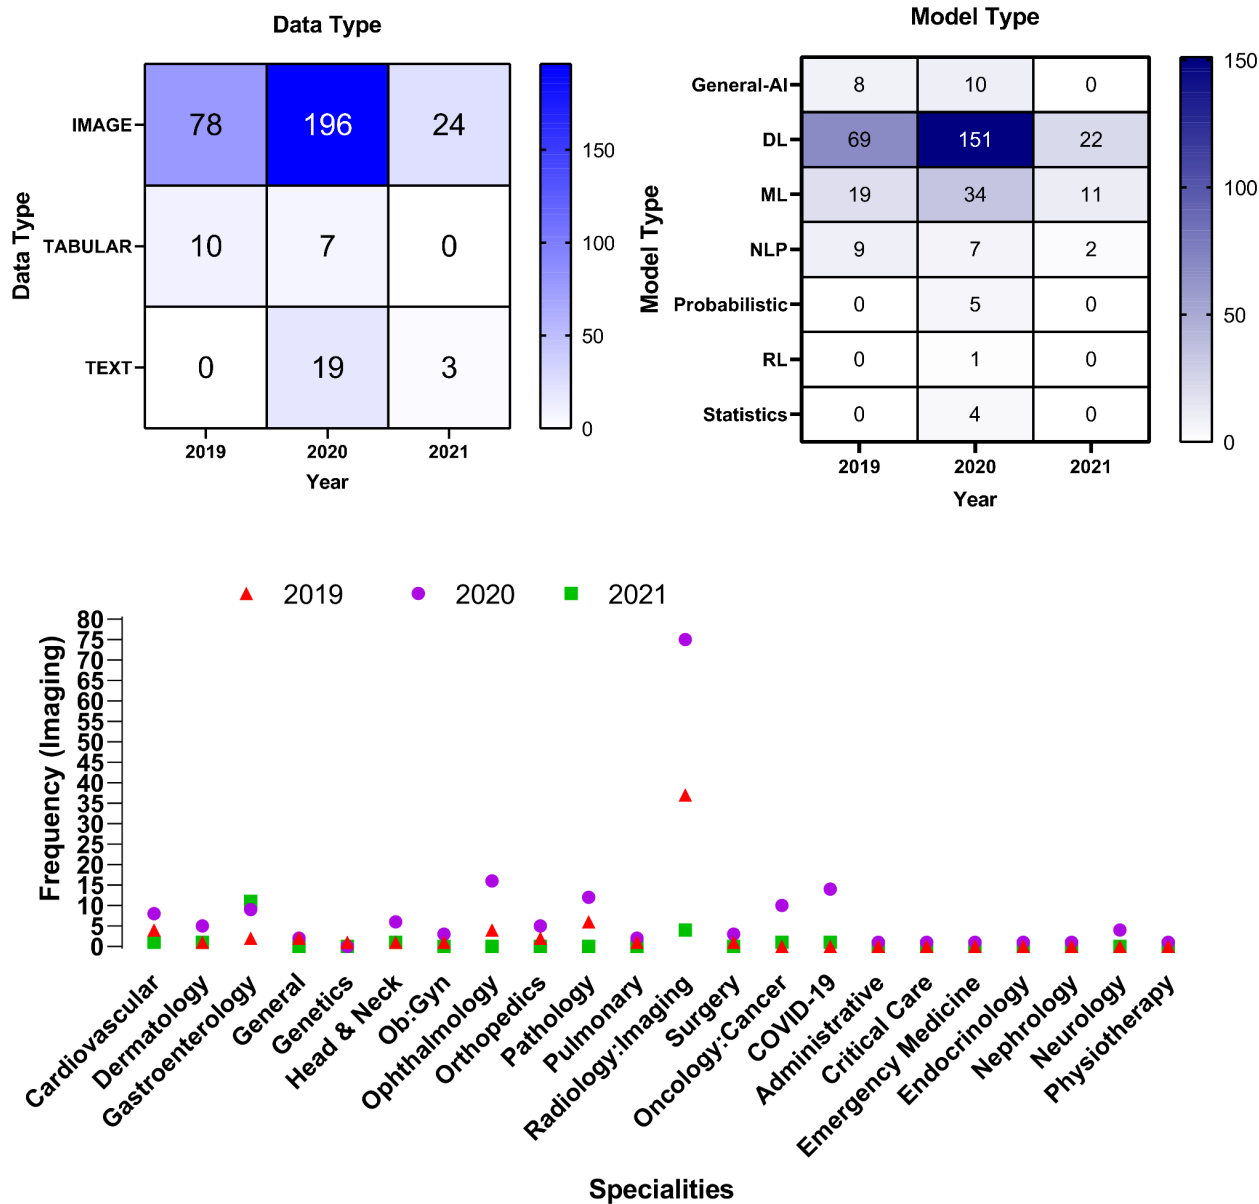 Data Type
Data Type
IMAGE
TABULAR
TEXT
78 196 24
10 7 0
0 19 3
2019 2020 2021
Year
150
100
50
0
Model Type
Model Type
General-AI 8 10 0
DL 69 151 22
ML 19 34 11
NLP 9 7 2
Probabilistic 0 5 0
RL 0 1 0
Statistics 0 4 0
2019 2020 2021
Year
150
100
50
0
2019 2020 2021
Frequency (Imaging)
80
75
70
65
60
55
50
45
40
35
30
25
20
15
10
5
0
Cardiovascular
Dermatology
Gastroenterology
General
Genetics
Head & Neck
Ob:Gyn
Ophthalmology
Orthopedics
Pathology
Pulmonary
Radiology:Imaging
Surgery
Oncology:Cancer
COVID-19
Administrative
Critical Care
Emergency Medicine
Endocrinology
Nephrology
Neurology
Physiotherapy
Specialities